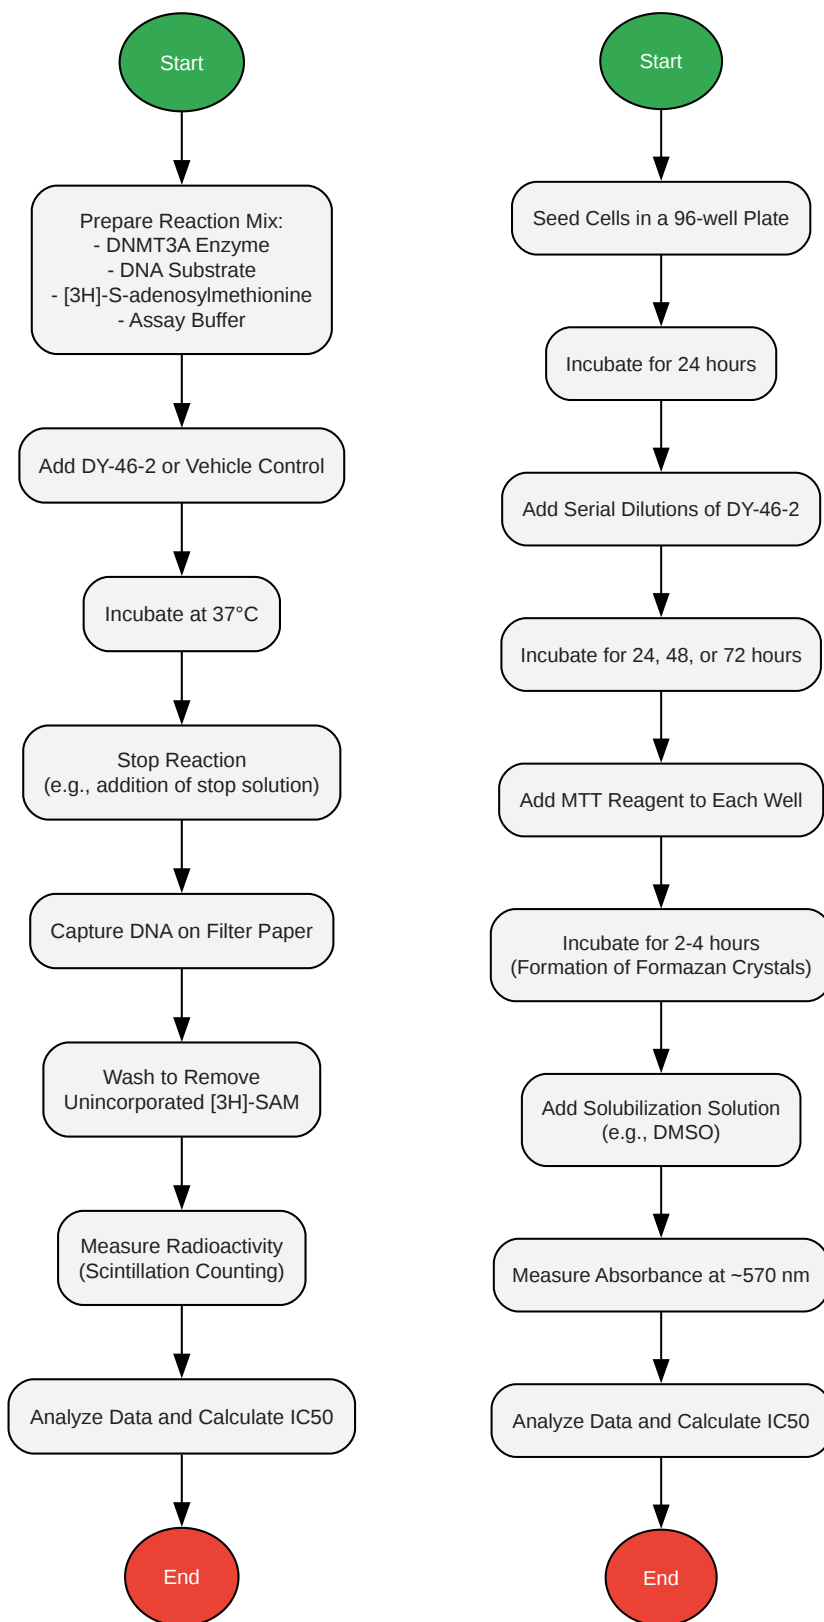 Start
Prepare Reaction Mix:
- DNMT3A Enzyme
- DNA Substrate
- [3H]-S-adenosylmethionine
- Assay Buffer
Add DY-46-2 or Vehicle Control
Incubate at 37°C
Stop Reaction
(e.g., addition of stop solution)
Capture DNA on Filter Paper
Wash to Remove
Unincorporated [3H]-SAM
Measure Radioactivity
(Scintillation Counting)
Analyze Data and Calculate IC50
End
Start
Seed Cells in a 96-well Plate
Incubate for 24 hours
Add Serial Dilutions of DY-46-2
Incubate for 24, 48, or 72 hours
Add MTT Reagent to Each Well
Incubate for 2-4 hours
(Formation of Formazan Crystals)
Add Solubilization Solution
(e.g., DMSO)
Measure Absorbance at ~570 nm
Analyze Data and Calculate IC50
End